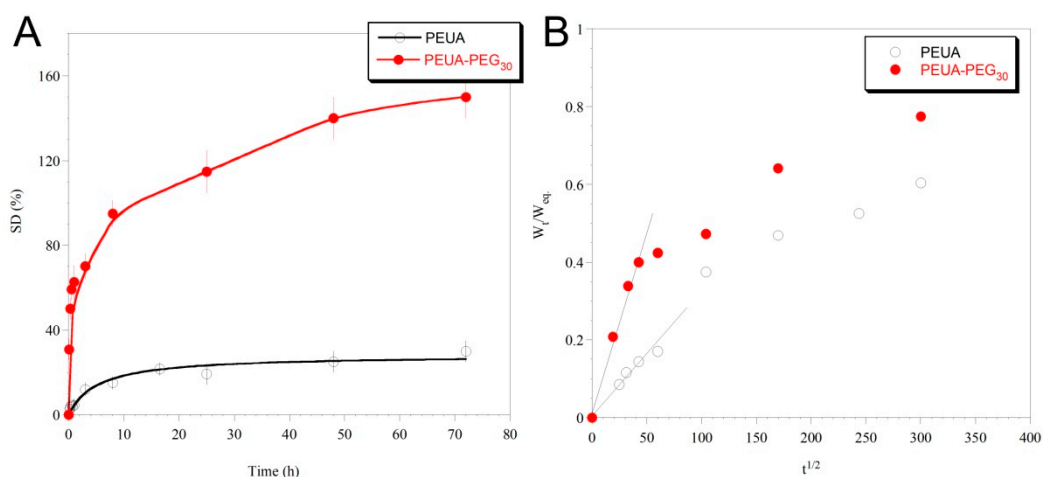 A
PEUA
PEUA-PEG30
160
120
80
40
0
SD (%)
0 10 20 30 40 50 60 70 80
Time (h)
B
PEUA
PEUA-PEG30
1
0.8
0.6
0.4
0.2
0
Wt/Weq.
0 50 100 150 200 250 300 350 400
t1/2